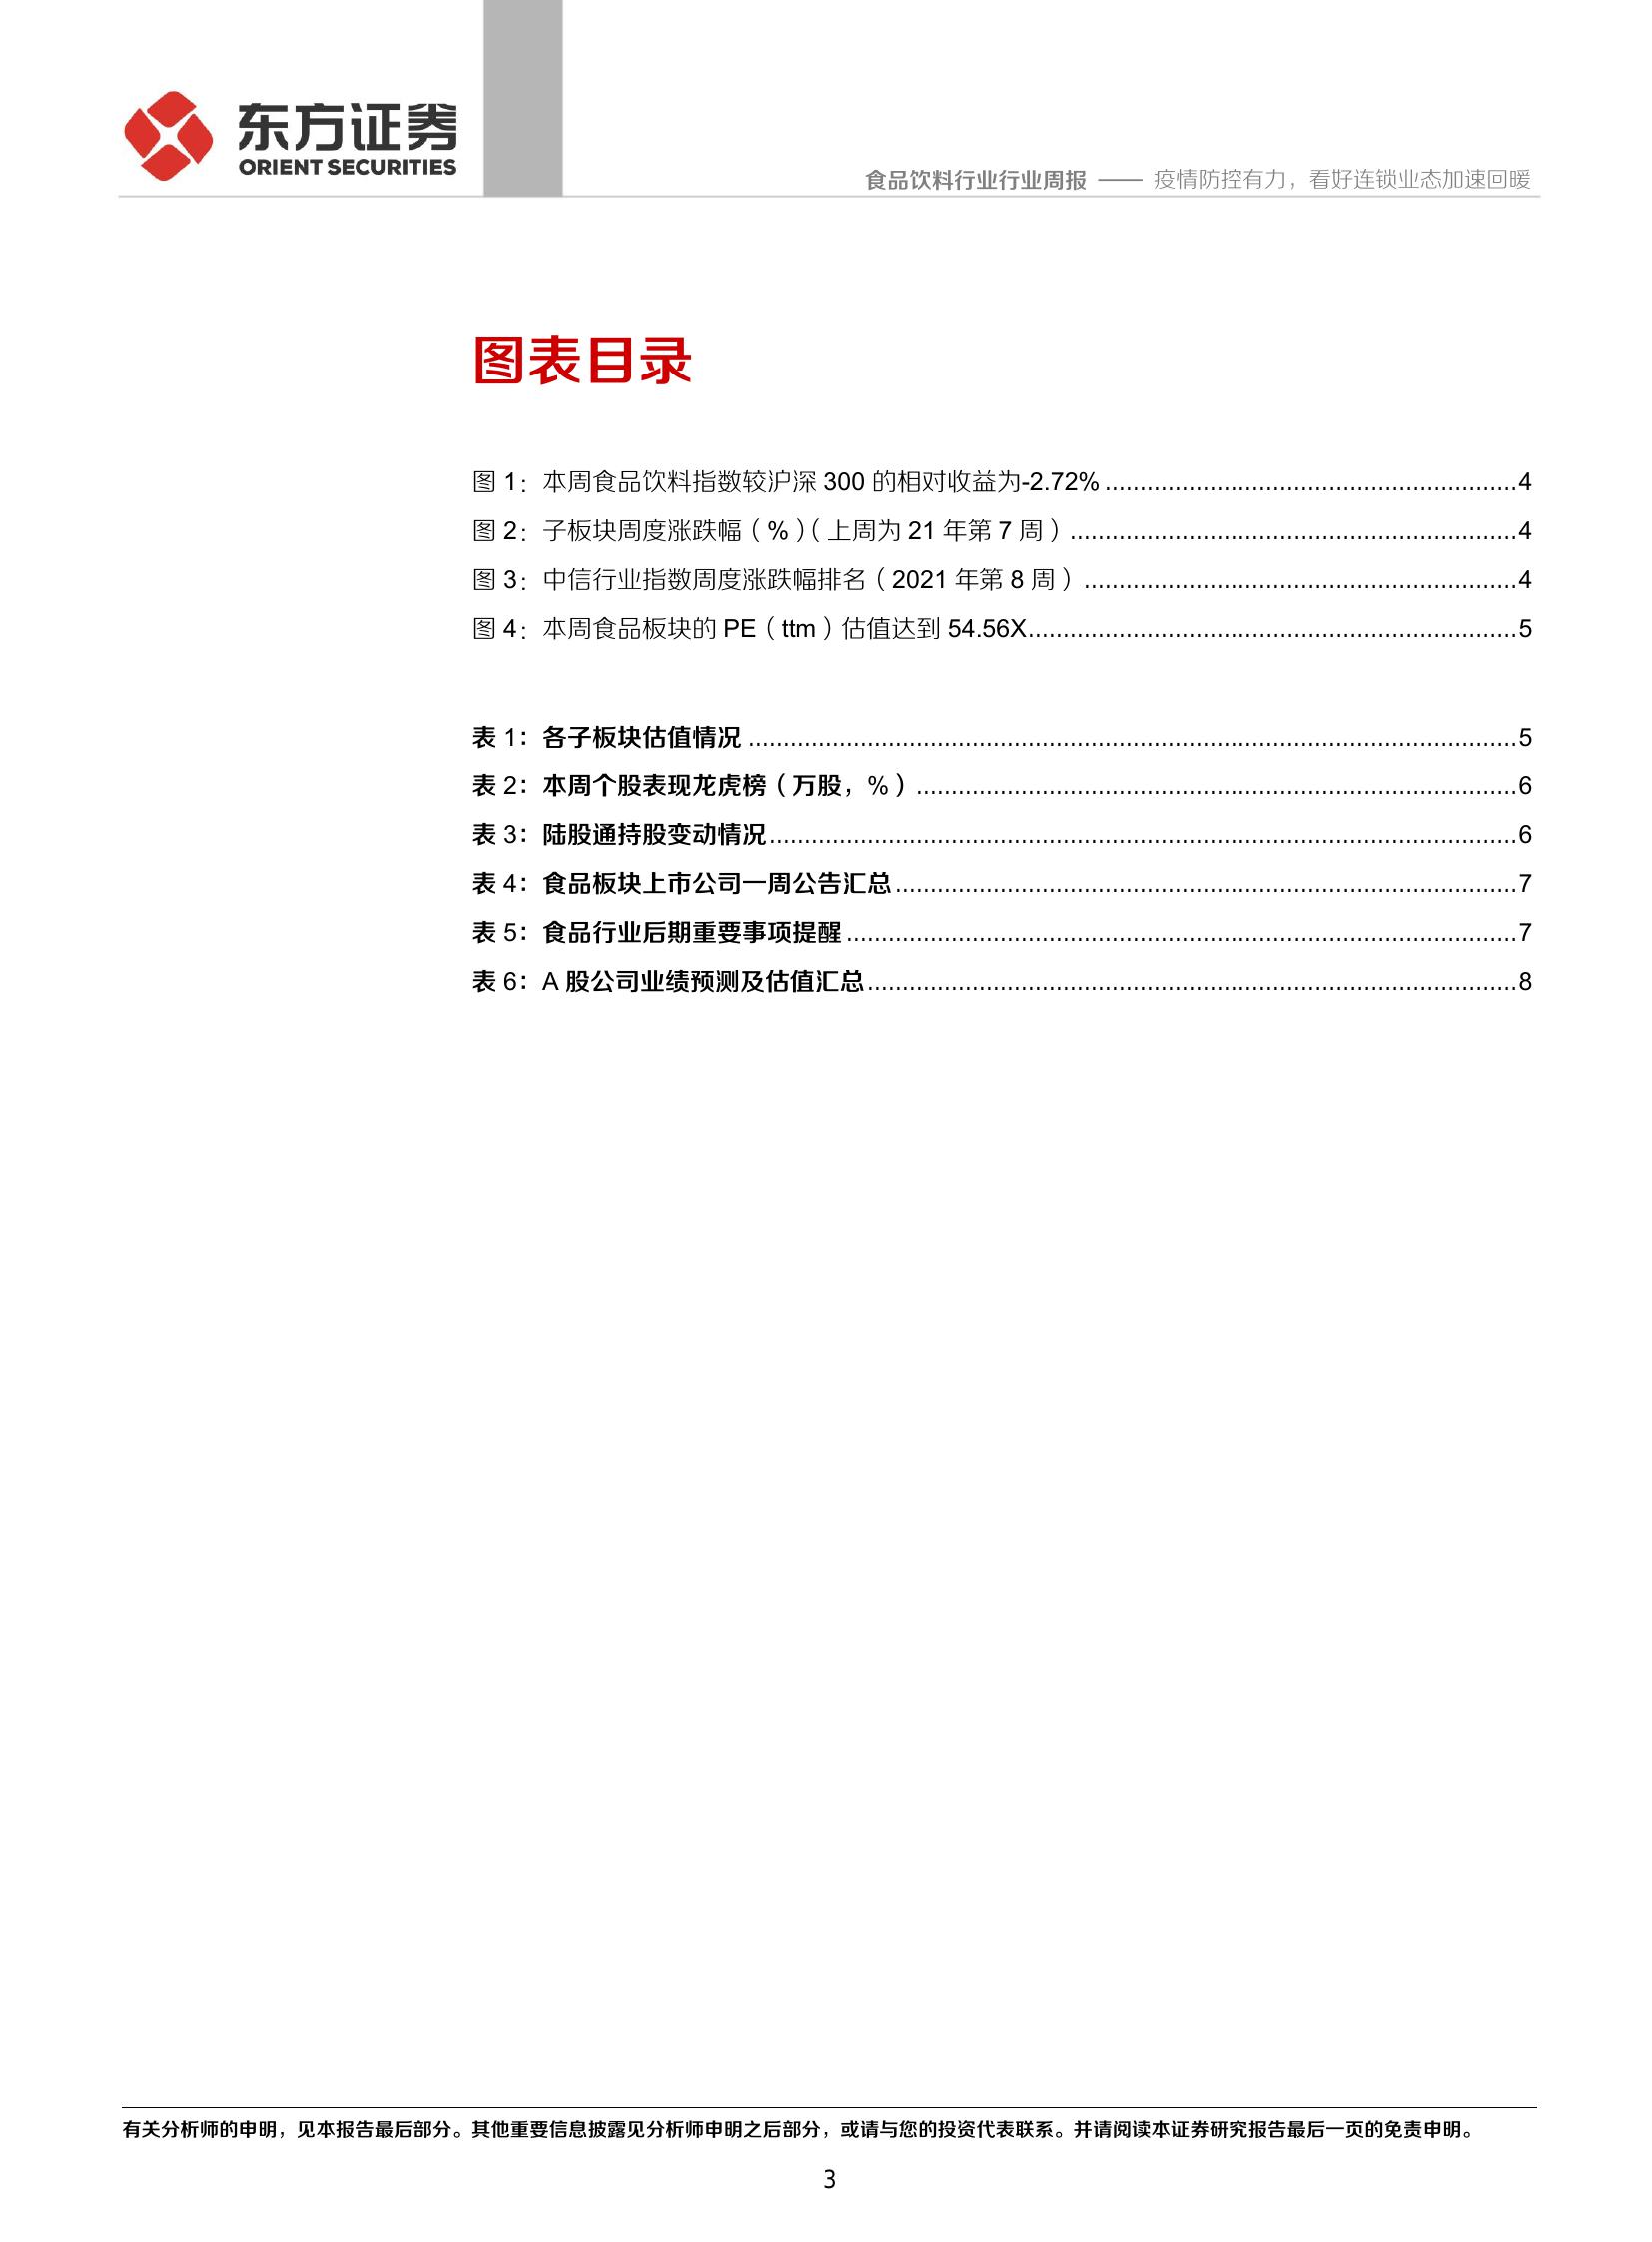 东方证券
ORIENT SECURITIES
食品饮料行业行业周报 —— 疫情防控有力，看好连锁业态加速回暖
图表目录
图 1：本周食品饮料指数较沪深 300 的相对收益为-2.72%...........................................................4
图 2：子板块周度涨跌幅（%）（上周为 21 年第 7 周）................................................................4
图 3：中信行业指数周度涨跌幅排名（2021 年第 8 周）..............................................................4
图 4：本周食品板块的 PE（ttm）估值达到 54.56X......................................................................5
表 1：各子板块估值情况..............................................................................................................5
表 2：本周个股表现龙虎榜（万股，%）......................................................................................6
表 3：陆股通持股变动情况...........................................................................................................6
表 4：食品板块上市公司一周公告汇总.........................................................................................7
表 5：食品行业后期重要事项提醒................................................................................................7
表 6：A 股公司业绩预测及估值汇总.............................................................................................8
有关分析师的申明，见本报告最后部分。其他重要信息披露见分析师申明之后部分，或请与您的投资代表联系。并请阅读本证券研究报告最后一页的免责申明。
3